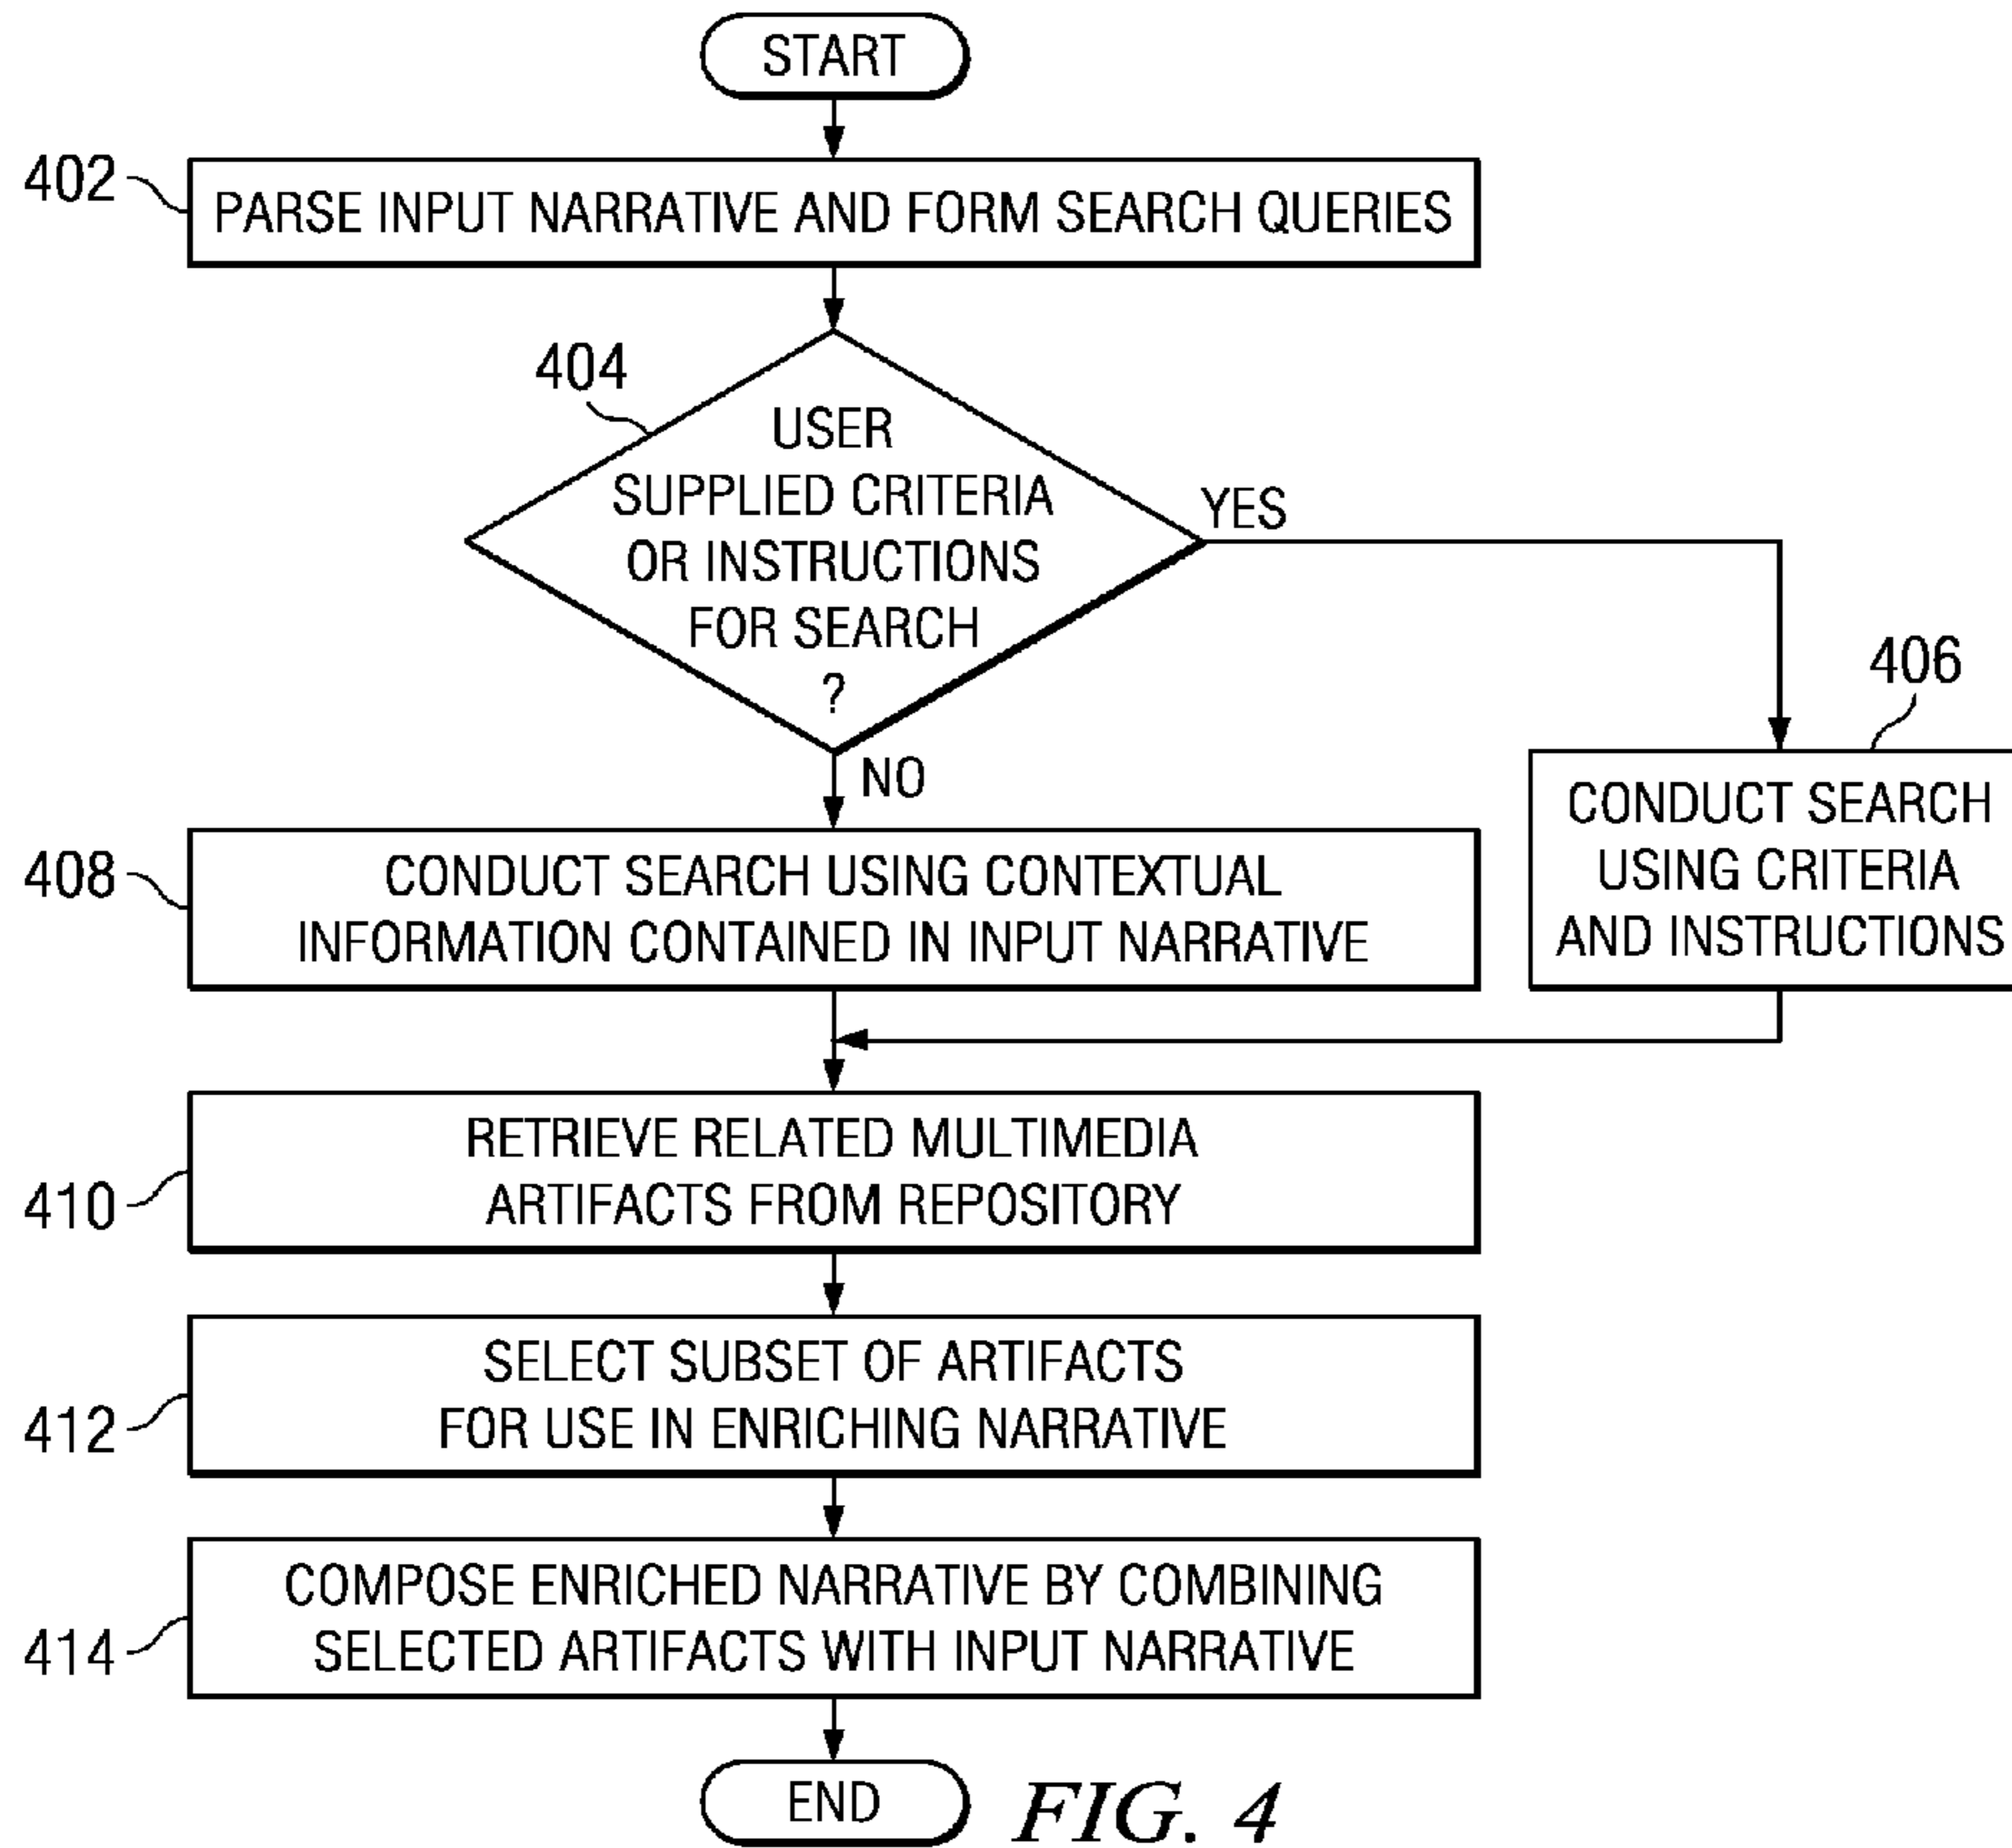 START
402
PARSE INPUT NARRATIVE AND FORM SEARCH QUERIES
404
USER
SUPPLIED CRITERIA
OR INSTRUCTIONS
FOR SEARCH
?
YES
NO
406
CONDUCT SEARCH
USING CRITERIA
AND INSTRUCTIONS
408
CONDUCT SEARCH USING CONTEXTUAL
INFORMATION CONTAINED IN INPUT NARRATIVE
410
RETRIEVE RELATED MULTIMEDIA
ARTIFACTS FROM REPOSITORY
412
SELECT SUBSET OF ARTIFACTS
FOR USE IN ENRICHING NARRATIVE
414
COMPOSE ENRICHED NARRATIVE BY COMBINING
SELECTED ARTIFACTS WITH INPUT NARRATIVE
END
FIG. 4